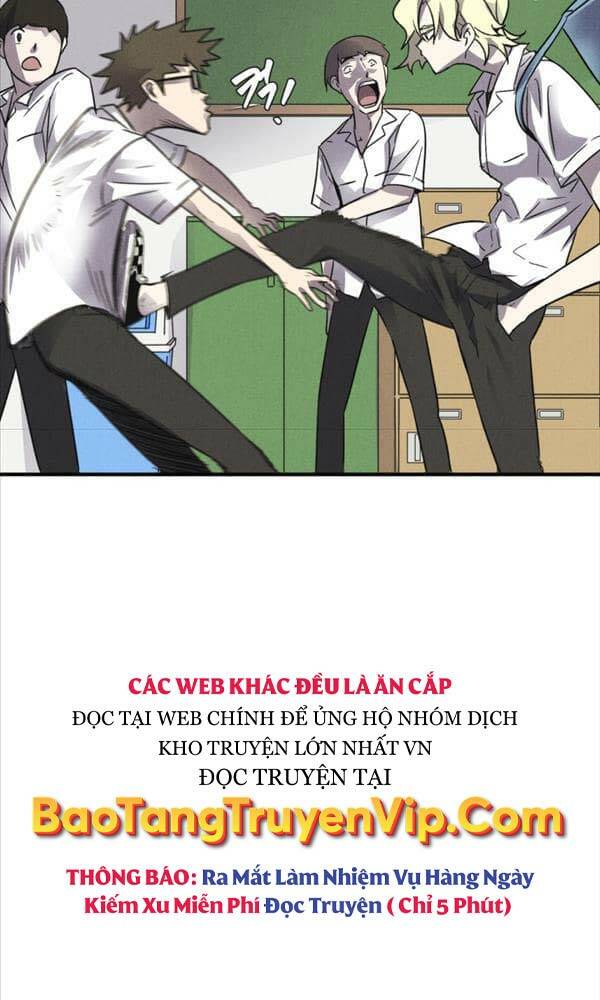 퍽!
CÁC WEB KHÁC ĐỀU LÀ ĂN CẮP
ĐỌC TẠI WEB CHÍNH ĐỂ ỦNG HỘ NHÓM DỊCH
KHO TRUYỆN LỚN NHẤT VN
ĐỌC TRUYỆN TẠI
BaoTangTruyenVip.Com
THÔNG BÁO: Ra Mắt Làm Nhiệm Vụ Hàng Ngày
Kiếm Xu Miễn Phí Đọc Truyện ( Chỉ 5 Phút)